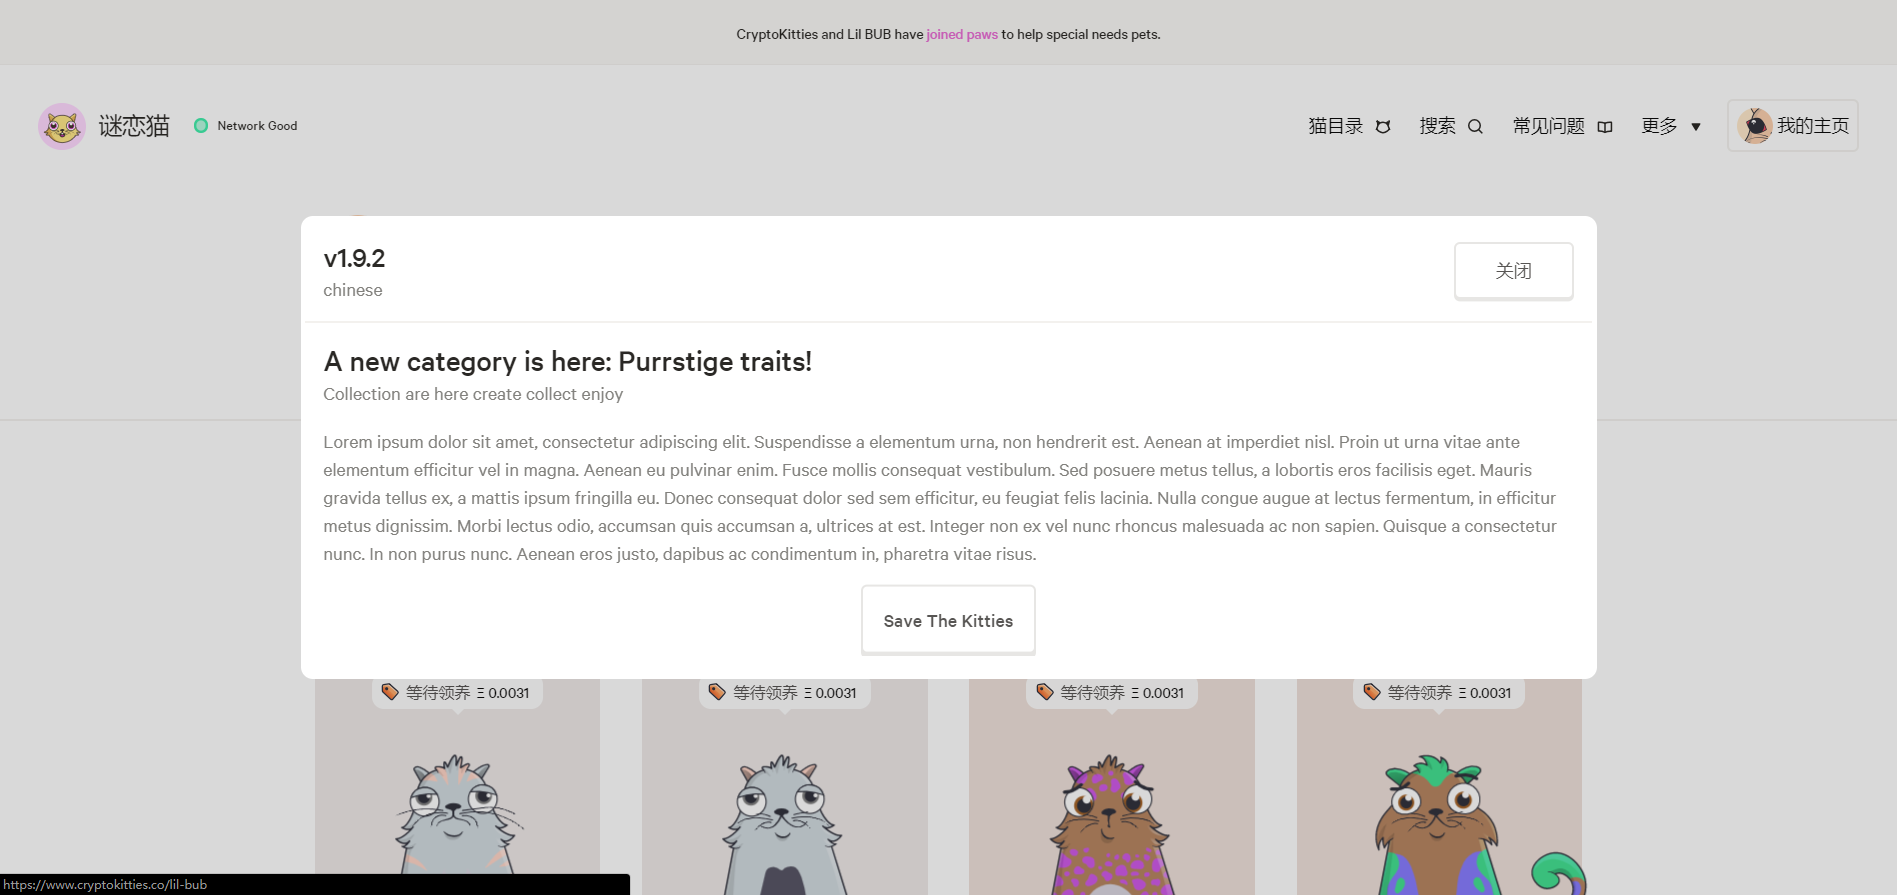 CryptoKitties and Lil BUB have joined paws to help special needs pets.
谜恋猫
Network Good
猫目录
搜索
常见问题
更多
我的主页
v1.9.2
chinese
关闭
A new category is here: Purrstige traits!
Collection are here create collect enjoy
Lorem ipsum dolor sit amet, consectetur adipiscing elit. Suspendisse a elementum urna, non hendrerit est. Aenean at imperdiet nisl. Proin ut urna vitae ante
elementum efficitur vel in magna. Aenean eu pulvinar enim. Fusce mollis consequat vestibulum. Sed posuere metus tellus, a lobortis eros facilisis eget. Mauris
gravida tellus ex, a mattis ipsum fringilla eu. Donec consequat dolor sed sem efficitur, eu feugiat felis lacinia. Nulla congue augue at lectus fermentum, in efficitur
metus dignissim. Morbi lectus odio, accumsan quis accumsan a, ultrices at est. Integer non ex vel nunc rhoncus malesuada ac non sapien. Quisque a consectetur
nunc. In non purus nunc. Aenean eros justo, dapibus ac condimentum in, pharetra vitae risus.
Save The Kitties
等待领养 Ξ 0.0031
等待领养 Ξ 0.0031
等待领养 Ξ 0.0031
等待领养 Ξ 0.0031
https://www.cryptokitties.co/lil-bub